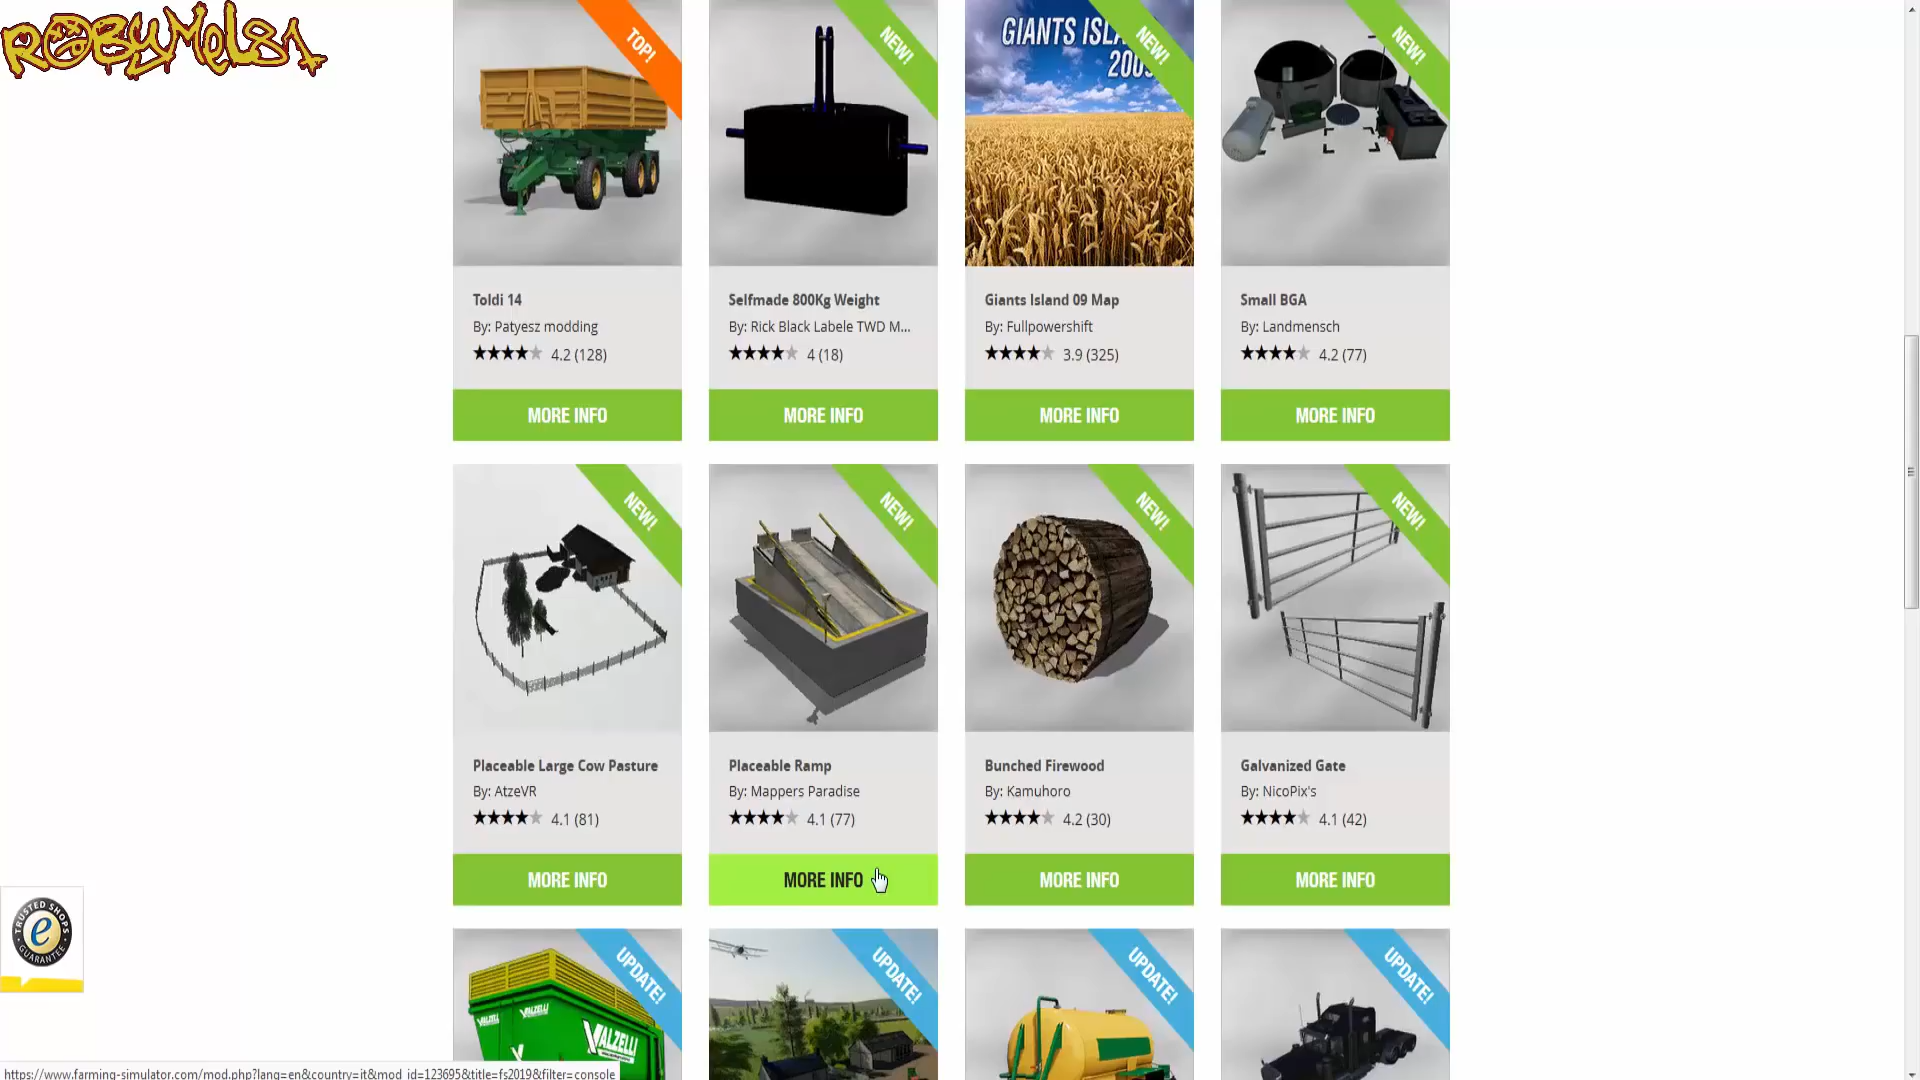 ROBYMEL81
TOP!
NEW!
GIANTS ISL
2009
NEW!
NEW!
Toldi 14
By: Patyesz modding
4.2 (128)
MORE INFO
Selfmade 800Kg Weight
By: Rick Black Labele TWD M...
4 (18)
MORE INFO
Giants Island 09 Map
By: Fullpowershift
3.9 (325)
MORE INFO
Small BGA
By: Landmensch
4.2 (77)
MORE INFO
NEW!
NEW!
NEW!
NEW!
Placeable Large Cow Pasture
By: AtzeVR
4.1 (81)
MORE INFO
Placeable Ramp
By: Mappers Paradise
4.1 (77)
MORE INFO
Bunched Firewood
By: Kamuhoro
4.2 (30)
MORE INFO
Galvanized Gate
By: NicoPix's
4.1 (42)
MORE INFO
TRUSTED SHOPS
e
GUARANTEE
UPDATE!
VALZELLI
VALZELLI
VALZELLI
UPDATE!
UPDATE!
UPDATE!
https://www.farming-simulator.com/mod.php?lang=en&country=it&mod_id=123695&title=fs2019&filter=console